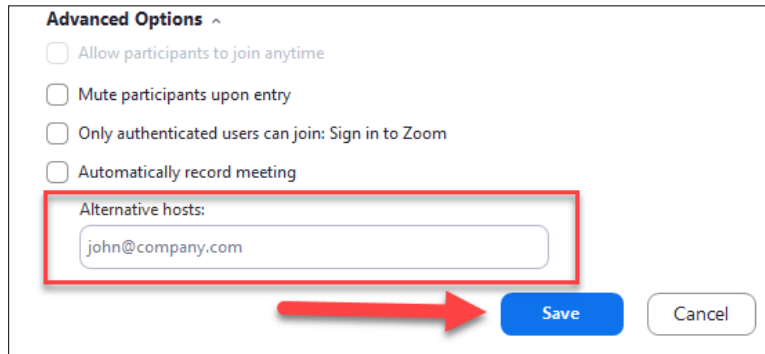 Advanced Options
Allow participants to join anytime
Mute participants upon entry
Only authenticated users can join: Sign in to Zoom
Automatically record meeting
Alternative hosts:
john@company.com
Save Cancel